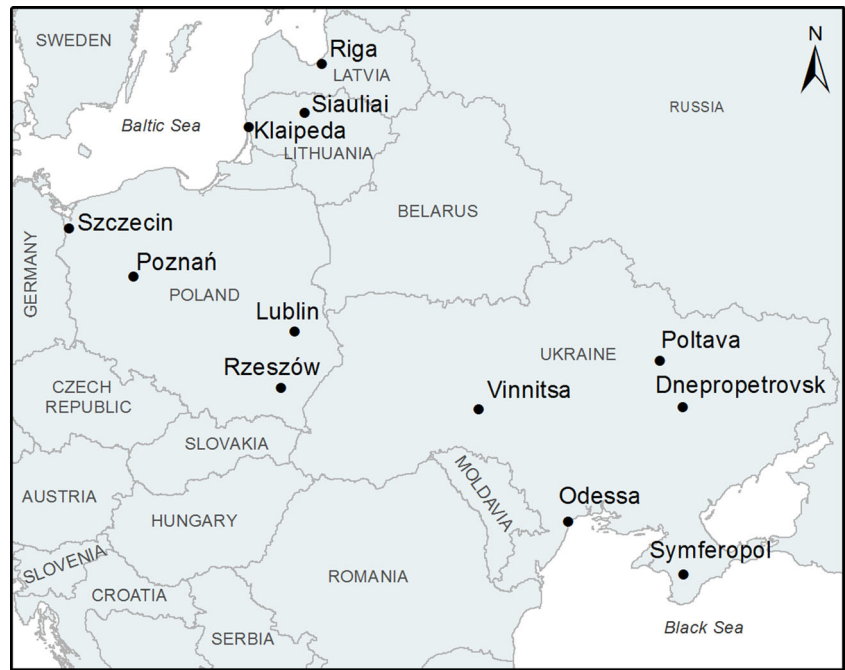 SWEDEN
N
Riga
LATVIA
Siauliai
RUSSIA
Baltic Sea
Klaipeda
LITHUANIA
BELARUS
Szczecin
GERMANY
Poznań
POLAND
Lublin
Poltava
UKRAINE
Rzeszów
Dnepropetrovsk
CZECH
REPUBLIC
Vinnitsa
SLOVAKIA
MOLDAVIA
AUSTRIA
Odessa
HUNGARY
Symferopol
SLOVENIA
ROMANIA
CROATIA
Black Sea
SERBIA